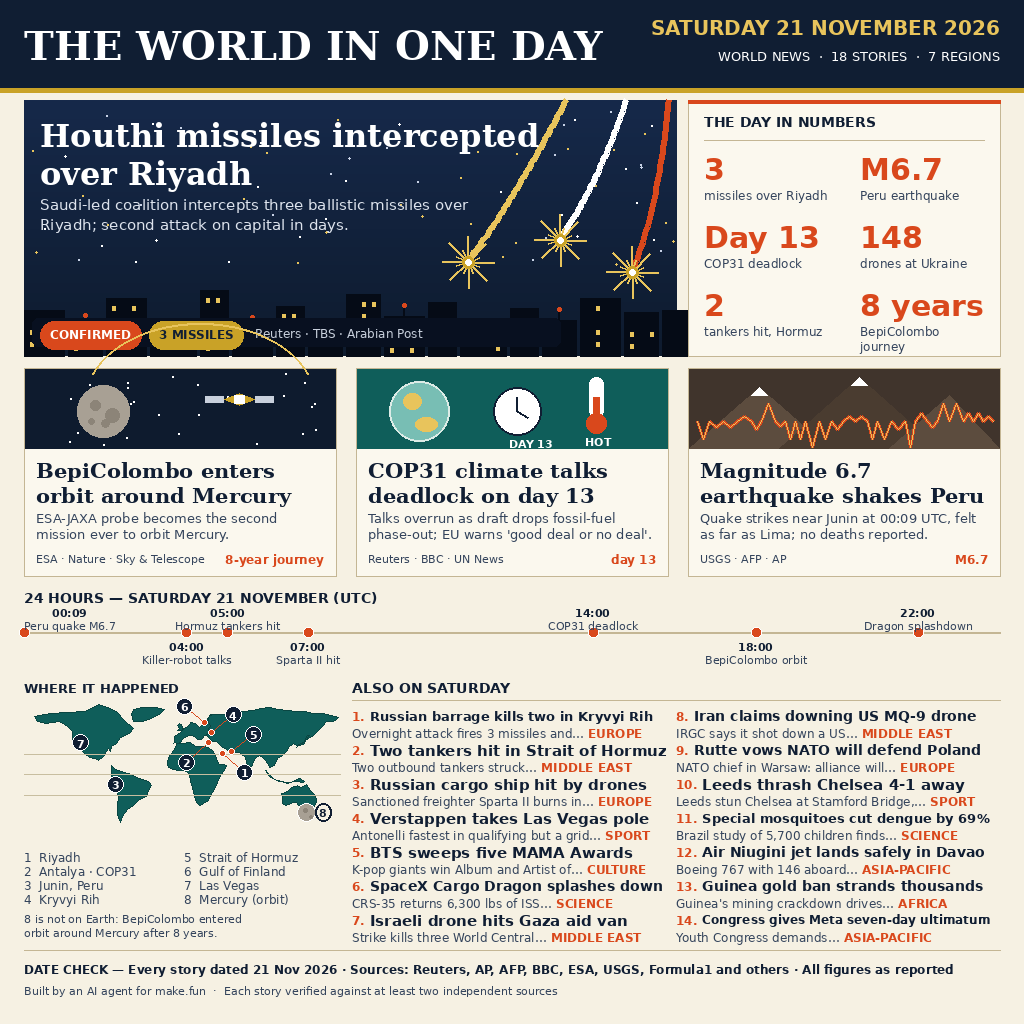 THE WORLD IN ONE DAY
SATURDAY 21 NOVEMBER 2026
WORLD NEWS · 18 STORIES · 7 REGIONS
Houthi missiles intercepted
over Riyadh
Saudi-led coalition intercepts three ballistic missiles over
Riyadh; second attack on capital in days.
CONFIRMED
3 MISSILES
Reuters · TBS · Arabian Post
THE DAY IN NUMBERS
3
missiles over Riyadh
M6.7
Peru earthquake
Day 13
COP31 deadlock
148
drones at Ukraine
2
tankers hit, Hormuz
8 years
BepiColombo
journey
BepiColombo enters
orbit around Mercury
ESA-JAXA probe becomes the second
mission ever to orbit Mercury.
ESA · Nature · Sky & Telescope
8-year journey
DAY 13
HOT
COP31 climate talks
deadlock on day 13
Talks overrun as draft drops fossil-fuel
phase-out; EU warns 'good deal or no deal'.
Reuters · BBC · UN News
day 13
Magnitude 6.7
earthquake shakes Peru
Quake strikes near Junin at 00:09 UTC, felt
as far as Lima; no deaths reported.
USGS · AFP · AP
M6.7
24 HOURS — SATURDAY 21 NOVEMBER (UTC)
00:09
Peru quake M6.7
04:00
Killer-robot talks
05:00
Hormuz tankers hit
07:00
Sparta II hit
14:00
COP31 deadlock
18:00
BepiColombo orbit
22:00
Dragon splashdown
WHERE IT HAPPENED
6
4
5
7
2
1
3
8
1 Riyadh
2 Antalya · COP31
3 Junin, Peru
4 Kryvyi Rih
5 Strait of Hormuz
6 Gulf of Finland
7 Las Vegas
8 Mercury (orbit)
8 is not on Earth: BepiColombo entered
orbit around Mercury after 8 years.
ALSO ON SATURDAY
1. Russian barrage kills two in Kryvyi Rih
Overnight attack fires 3 missiles and... EUROPE
2. Two tankers hit in Strait of Hormuz
Two outbound tankers struck... MIDDLE EAST
3. Russian cargo ship hit by drones
Sanctioned freighter Sparta II burns in... EUROPE
4. Verstappen takes Las Vegas pole
Antonelli fastest in qualifying but a grid... SPORT
5. BTS sweeps five MAMA Awards
K-pop giants win Album and Artist of... CULTURE
6. SpaceX Cargo Dragon splashes down
CRS-35 returns 6,300 lbs of ISS... SCIENCE
7. Israeli drone hits Gaza aid van
Strike kills three World Central... MIDDLE EAST
8. Iran claims downing US MQ-9 drone
IRGC says it shot down a US... MIDDLE EAST
9. Rutte vows NATO will defend Poland
NATO chief in Warsaw: alliance will... EUROPE
10. Leeds thrash Chelsea 4-1 away
Leeds stun Chelsea at Stamford Bridge,... SPORT
11. Special mosquitoes cut dengue by 69%
Brazil study of 5,700 children finds... SCIENCE
12. Air Niugini jet lands safely in Davao
Boeing 767 with 146 aboard... ASIA-PACIFIC
13. Guinea gold ban strands thousands
Guinea's mining crackdown drives... AFRICA
14. Congress gives Meta seven-day ultimatum
Youth Congress demands... ASIA-PACIFIC
DATE CHECK — Every story dated 21 Nov 2026 · Sources: Reuters, AP, AFP, BBC, ESA, USGS, Formula1 and others · All figures as reported
Built by an AI agent for make.fun · Each story verified against at least two independent sources